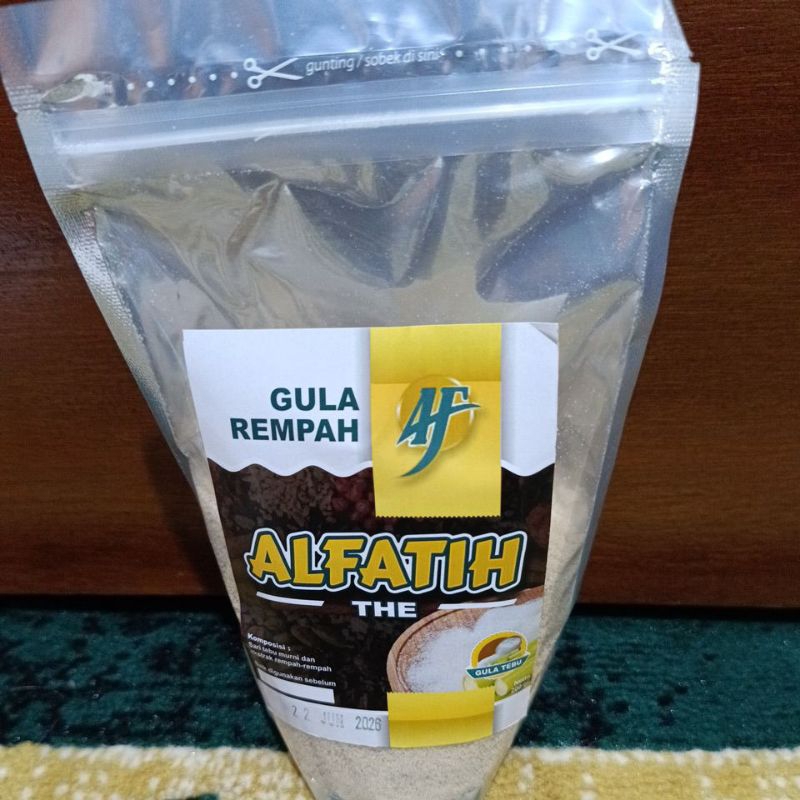 gunting / sobek di sini
GULA
REMPAH
AF
ALFATIH
THE
Komposisi :
Dari tebu murni dan
ekstrak rempah-rempah
digunakan sebelum
22 JUN 2026
GULA TEBU